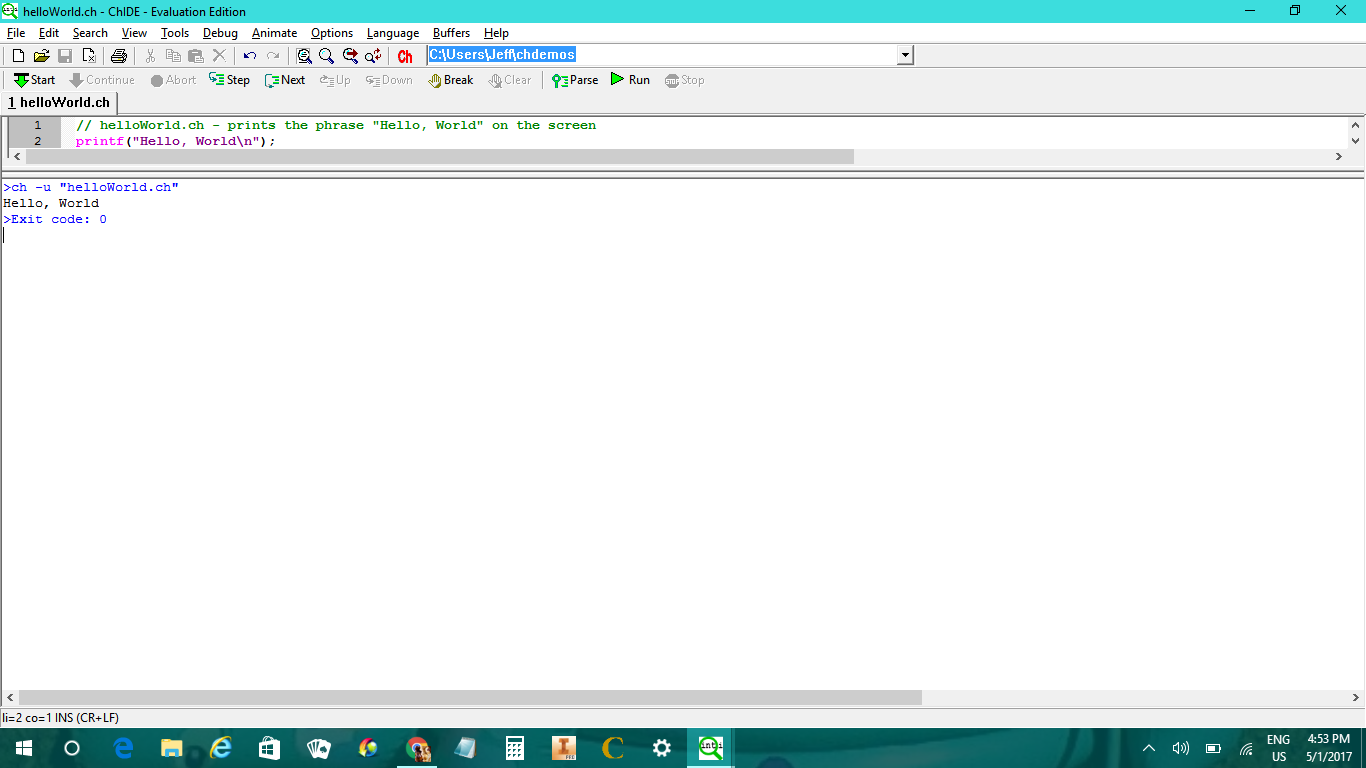 helloWorld.ch - ChIDE - Evaluation Edition
File Edit Search View Tools Debug Animate Options Language Buffers Help
Ch C:\Users\Jeff\chdemos
Start Continue Abort Step Next Up Down Break Clear Parse Run Stop
1 helloWorld.ch
1 // helloWorld.ch - prints the phrase "Hello, World" on the screen
2 printf("Hello, World\n");
>ch -u "helloWorld.ch"
Hello, World
>Exit code: 0
li=2 co=1 INS (CR+LF)
ENG 4:53 PM
US 5/1/2017